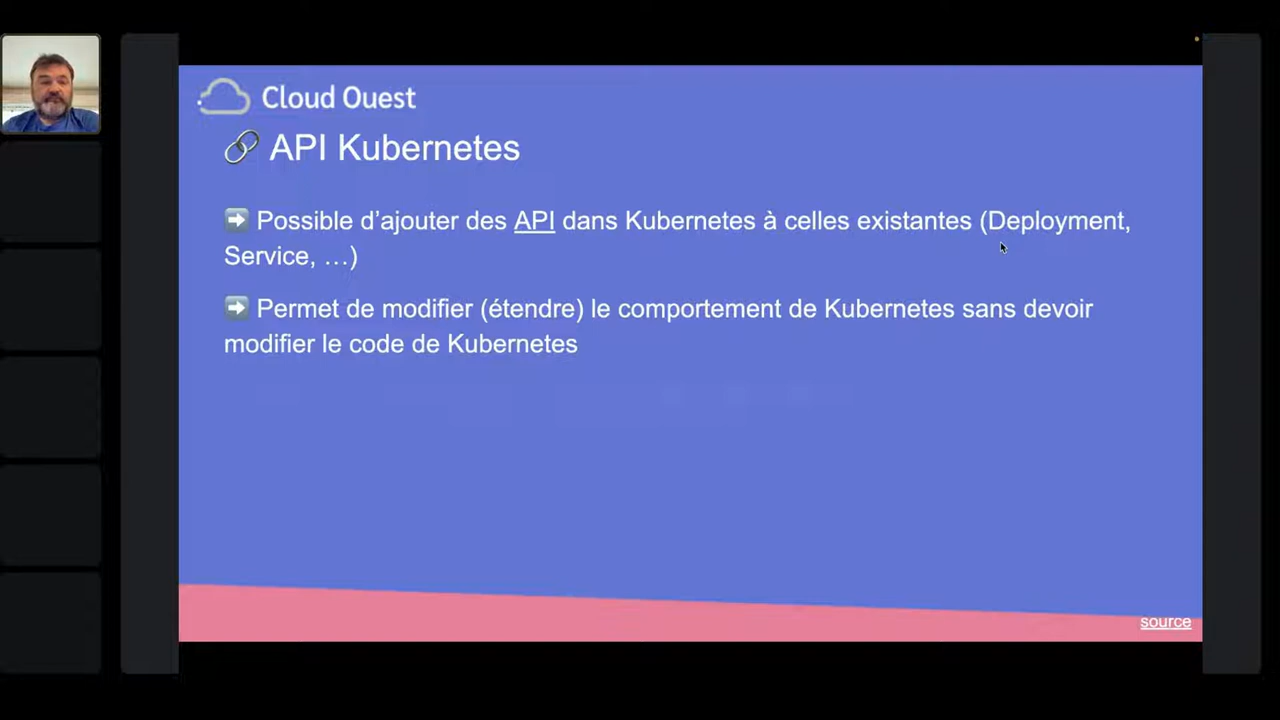 Cloud Ouest
API Kubernetes
Possible d’ajouter des API dans Kubernetes à celles existantes (Deployment,
Service, …)
Permet de modifier (étendre) le comportement de Kubernetes sans devoir
modifier le code de Kubernetes
source